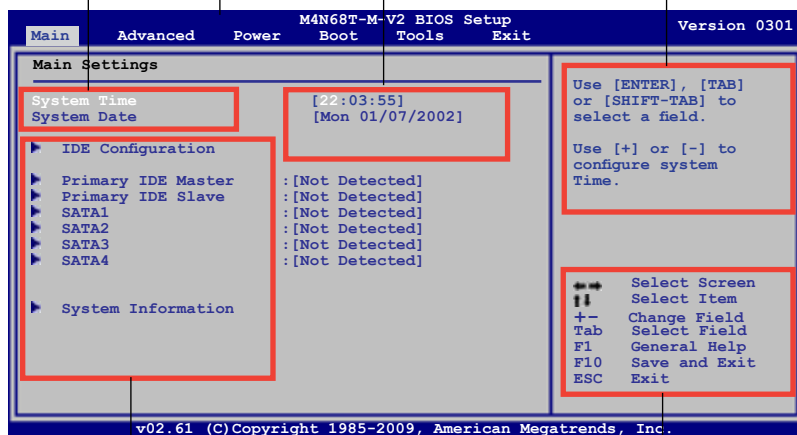 M4N68T-M-V2 BIOS Setup
Version 0301
Main Advanced Power Boot Tools Exit
Main Settings
System Time [22:03:55]
System Date [Mon 01/07/2002]
IDE Configuration
Primary IDE Master :[Not Detected]
Primary IDE Slave :[Not Detected]
SATA1 :[Not Detected]
SATA2 :[Not Detected]
SATA3 :[Not Detected]
SATA4 :[Not Detected]
System Information
Use [ENTER], [TAB]
or [SHIFT-TAB] to
select a field.
Use [+] or [-] to
configure system
Time.
Select Screen
Select Item
+- Change Field
Tab Select Field
F1 General Help
F10 Save and Exit
ESC Exit
v02.61 (C)Copyright 1985-2009, American Megatrends, Inc.